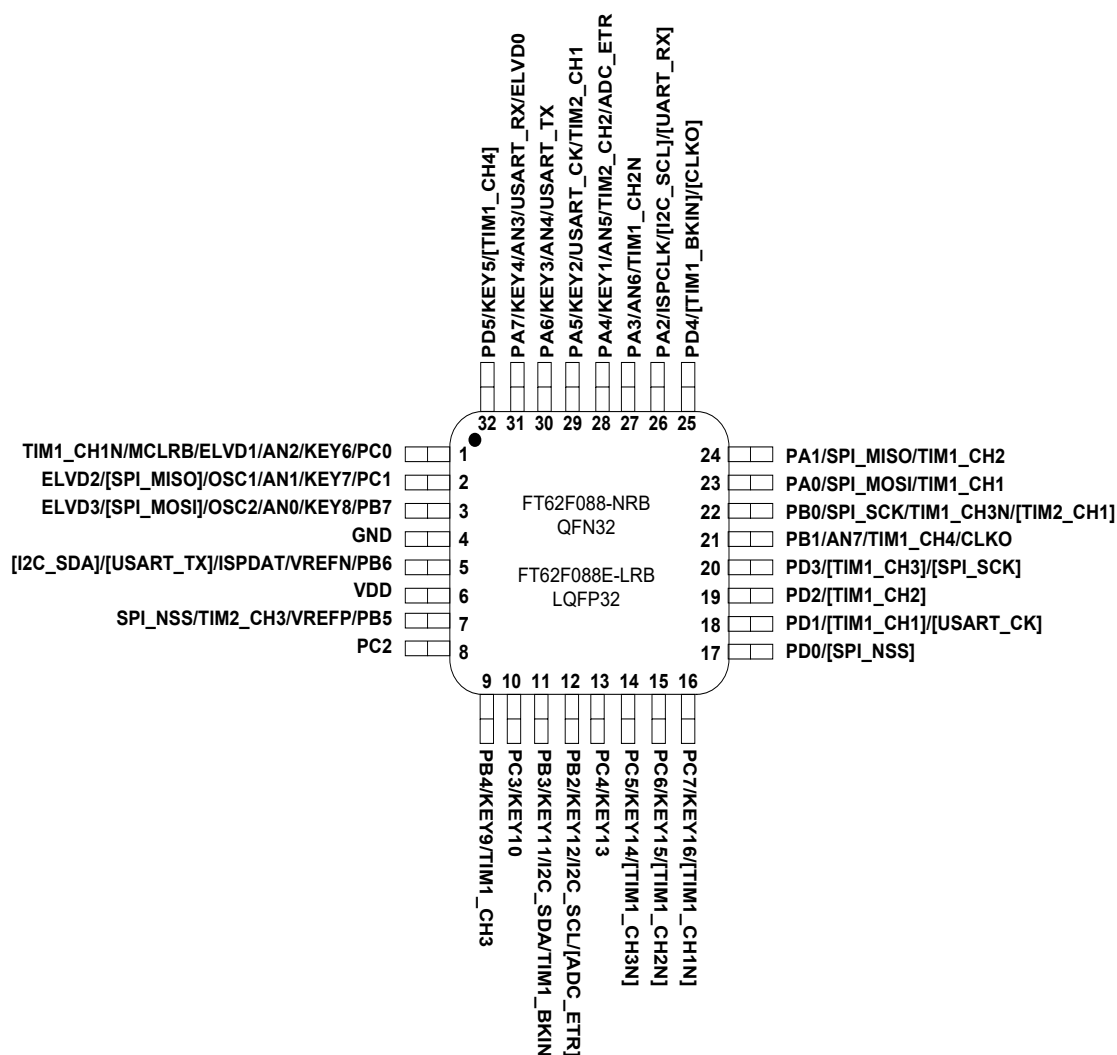 PD5/KEY5/[TIM1_CH4]
PA7/KEY4/AN3/USART_RX/ELVD0
PA6/KEY3/AN4/USART_TX
PA5/KEY2/USART_CK/TIM2_CH1
PA4/KEY1/AN5/TIM2_CH2/ADC_ETR
PA3/AN6/TIM1_CH2N
PA2/ISPCLK/[I2C_SCL]/[UART_RX]
PD4/[TIM1_BKIN]/[CLKO]
32 31 30 29 28 27 26 25
TIM1_CH1N/MCLRB/ELVD1/AN2/KEY6/PC0 1
ELVD2/[SPI_MISO]/OSC1/AN1/KEY7/PC1 2
ELVD3/[SPI_MOSI]/OSC2/AN0/KEY8/PB7 3
GND 4
[I2C_SDA]/[USART_TX]/ISPDAT/VREFN/PB6 5
VDD 6
SPI_NSS/TIM2_CH3/VREFP/PB5 7
PC2 8
FT62F088-NRB
QFN32
FT62F088E-LRB
LQFP32
24 PA1/SPI_MISO/TIM1_CH2
23 PA0/SPI_MOSI/TIM1_CH1
22 PB0/SPI_SCK/TIM1_CH3N/[TIM2_CH1]
21 PB1/AN7/TIM1_CH4/CLKO
20 PD3/[TIM1_CH3]/[SPI_SCK]
19 PD2/[TIM1_CH2]
18 PD1/[TIM1_CH1]/[USART_CK]
17 PD0/[SPI_NSS]
9 10 11 12 13 14 15 16
PB4/KEY9/TIM1_CH3
PC3/KEY10
PB3/KEY11/I2C_SDA/TIM1_BKIN
PB2/KEY12/I2C_SCL/[ADC_ETR]
PC4/KEY13
PC5/KEY14/[TIM1_CH3N]
PC6/KEY15/[TIM1_CH2N]
PC7/KEY16/[TIM1_CH1N]